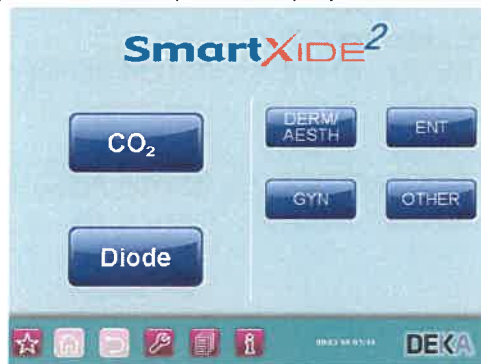 SmartXIDE²
CO₂
Diode
DERM/
AESTH
ENT
GYN
OTHER
DEKA